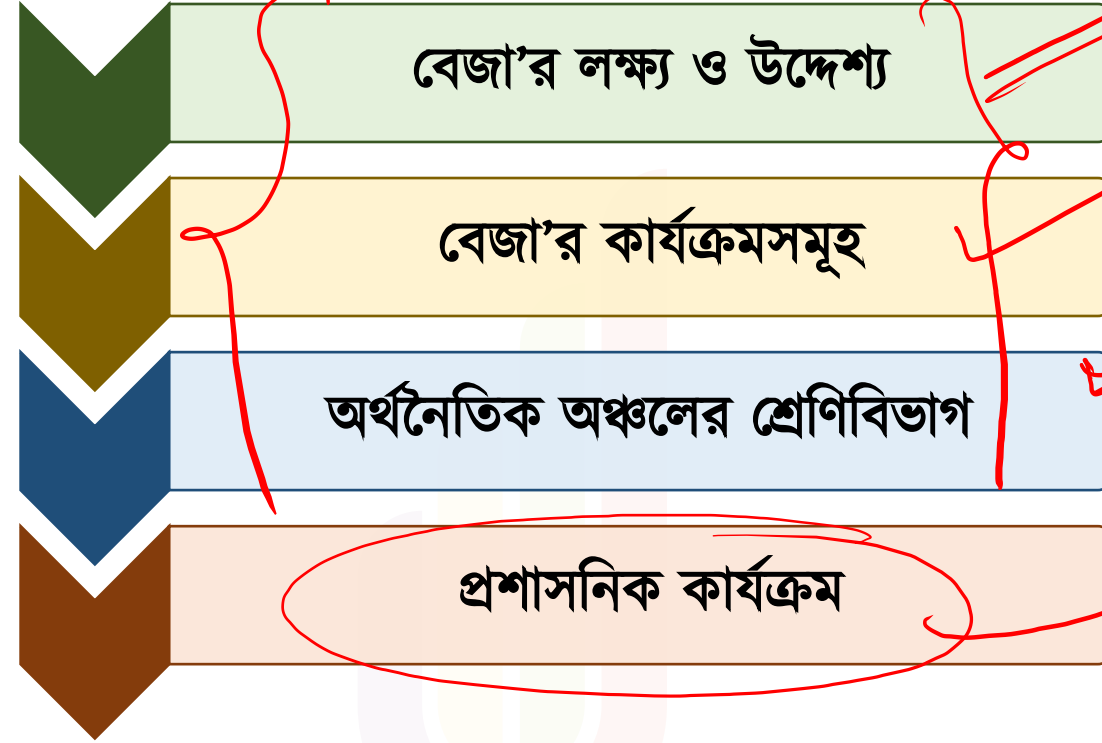 বেজা’র লক্ষ্য ও উদ্দেশ্য
বেজা’র কার্যক্রমসমূহ
অর্থনৈতিক অঞ্চলের শ্রেণিবিভাগ
প্রশাসনিক কার্যক্রম